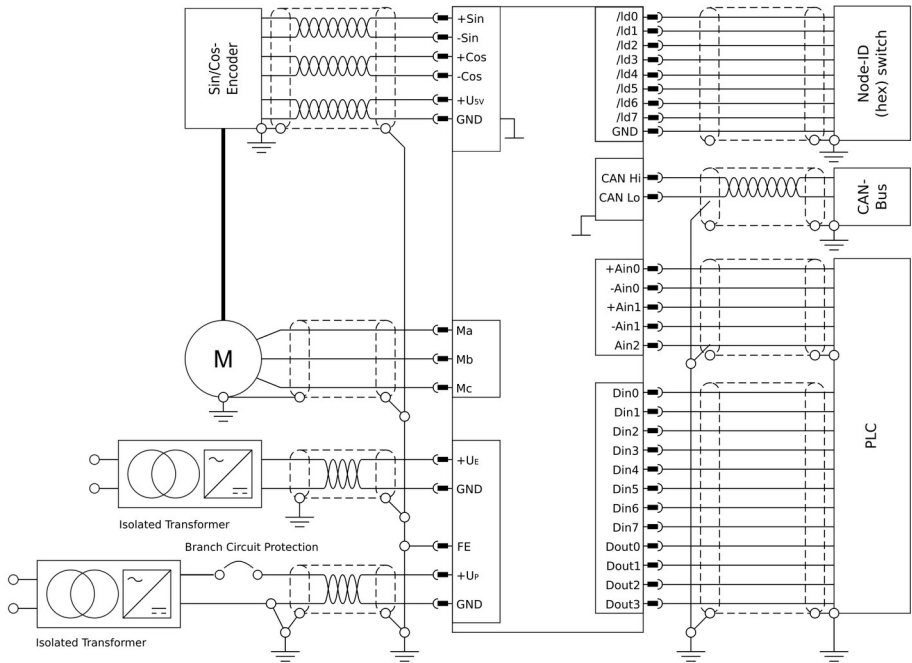 Sin/Cos-
Encoder
+Sin
-Sin
+Cos
-Cos
+U5V
GND
/Id0
/Id1
/Id2
/Id3
/Id4
/Id5
/Id6
/Id7
GND
Node-ID
(hex) switch
CAN Hi
CAN Lo
CAN-
Bus
+Ain0
-Ain0
+Ain1
-Ain1
Ain2
M
Ma
Mb
Mc
Din0
Din1
Din2
Din3
Din4
Din5
Din6
Din7
Dout0
Dout1
Dout2
Dout3
PLC
+UE
GND
Isolated Transformer
Branch Circuit Protection
FE
+UP
GND
Isolated Transformer